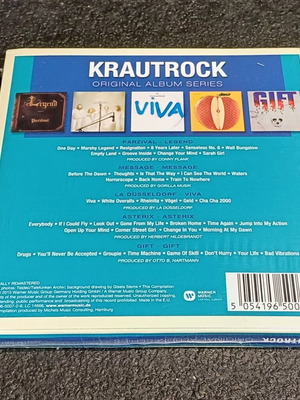 KRAUTROCK
ORIGINAL ALBUM SERIES
Legend
Parzival
VIVA
GIFT
PARZIVAL · LEGEND
One Day • Marshy Legend • Resignation • 8 Years Later • Senseless No. 6 • Wall Bungalow
Empty Land • Groove Inside • Change Your Mind • Sarah Girl
PRODUCED BY CONNY PLANK
MESSAGE · MESSAGE
Before The Dawn • Thoughts • Is That The Way • I Can See The World • Waters
Horrorscope • Back Home • Train To Nowhere
PRODUCED BY GORILLA MUSIK
LA DÜSSELDORF · VIVA
Viva • White Overalls • Rheinita • Vögel • Geld • Cha Cha 2000
PRODUCED BY LA DÜSSELDORF
ASTERIX · ASTERIX
Everybody • If I Could Fly • Look Out • Gone From My Life • Broken Home • Time Again • Jump Into My Action
Open Up Your Mind • Corner Street Girl • Change In You • Morning At My Dawn
PRODUCED BY HERBERT HILDEBRANDT
GIFT · GIFT
Drugs • You'll Never Be Accepted • Groupie • Time Machine • Game Of Skill • Don't Hurry • Your Life • Bad Vibrations
PRODUCED BY OTTO B. HARTMANN
WARNER MUSIC
5 054196 500
ROCK